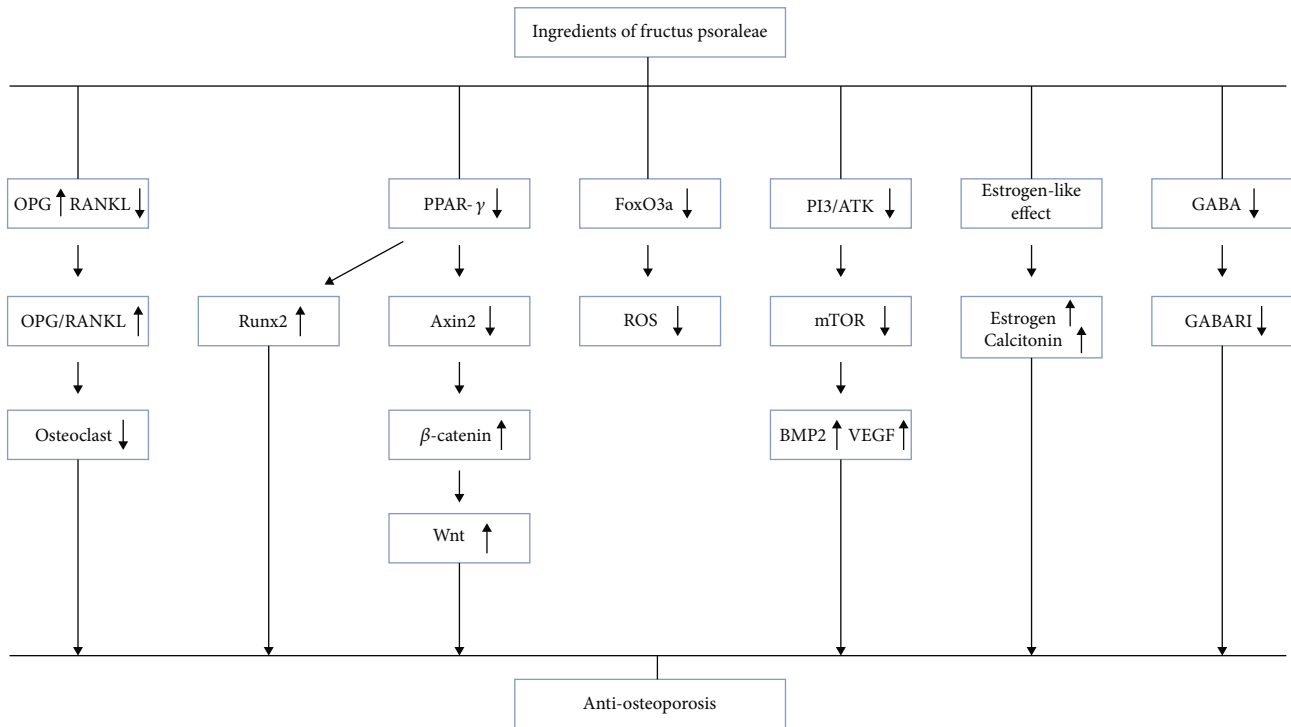 Ingredients of fructus psoraleae
OPG ↑ RANKL ↓
PPAR- γ ↓
FoxO3a ↓
PI3/ATK ↓
Estrogen-like
effect
GABA ↓
OPG/RANKL ↑
Runx2 ↑
Axin2 ↓
ROS ↓
mTOR ↓
Estrogen ↑
Calcitonin ↑
GABARI ↓
Osteoclast ↓
β-catenin ↑
BMP2 ↑ VEGF ↑
Wnt ↑
Anti-osteoporosis